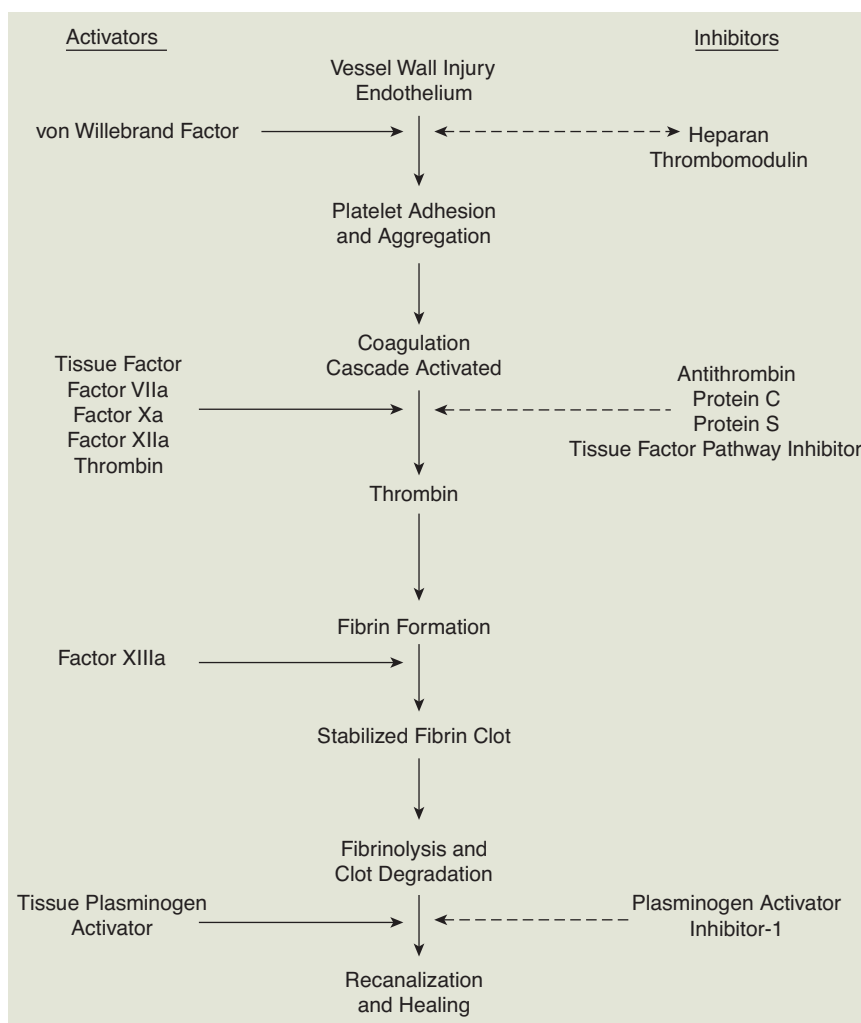 Activators
Inhibitors
Vessel Wall Injury
Endothelium
von Willebrand Factor
Heparan
Thrombomodulin
Platelet Adhesion
and Aggregation
Coagulation
Cascade Activated
Tissue Factor
Factor VIIa
Factor Xa
Factor XIIa
Thrombin
Antithrombin
Protein C
Protein S
Tissue Factor Pathway Inhibitor
Thrombin
Fibrin Formation
Factor XIIIa
Stabilized Fibrin Clot
Fibrinolysis and
Clot Degradation
Tissue Plasminogen
Activator
Plasminogen Activator
Inhibitor-1
Recanalization
and Healing